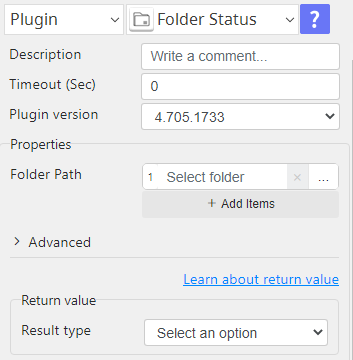 Plugin Folder Status ?
Description Write a comment...
Timeout (Sec) 0
Plugin version 4.705.1733
Properties
Folder Path 1 Select folder × ...
+ Add Items
> Advanced
Learn about return value
Return value
Result type Select an option